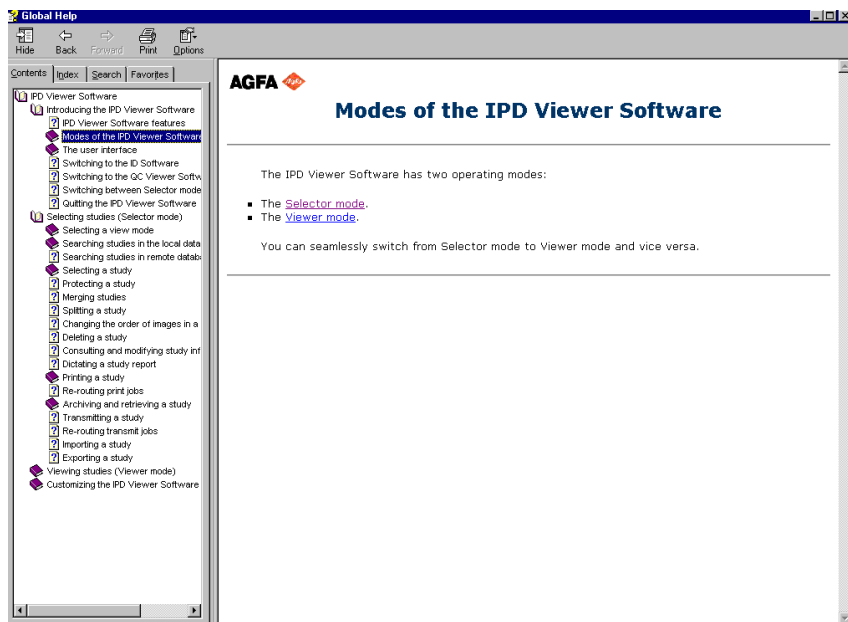 Global Help
Hide Back Forward Print Options
Contents Index Search Favorites
IPD Viewer Software
Introducing the IPD Viewer Software
IPD Viewer Software features
Modes of the IPD Viewer Software
The user interface
Switching to the ID Software
Switching to the QC Viewer Softw
Switching between Selector mode
Quitting the IPD Viewer Software
Selecting studies (Selector mode)
Selecting a view mode
Searching studies in the local data
Searching studies in remote datab
Selecting a study
Protecting a study
Merging studies
Splitting a study
Changing the order of images in a
Deleting a study
Consulting and modifying study inf
Dictating a study report
Printing a study
Re-routing print jobs
Archiving and retrieving a study
Transmitting a study
Re-routing transmit jobs
Importing a study
Exporting a study
Viewing studies (Viewer mode)
Customizing the IPD Viewer Software
AGFA
Modes of the IPD Viewer Software
The IPD Viewer Software has two operating modes:
The Selector mode.
The Viewer mode.
You can seamlessly switch from Selector mode to Viewer mode and vice versa.